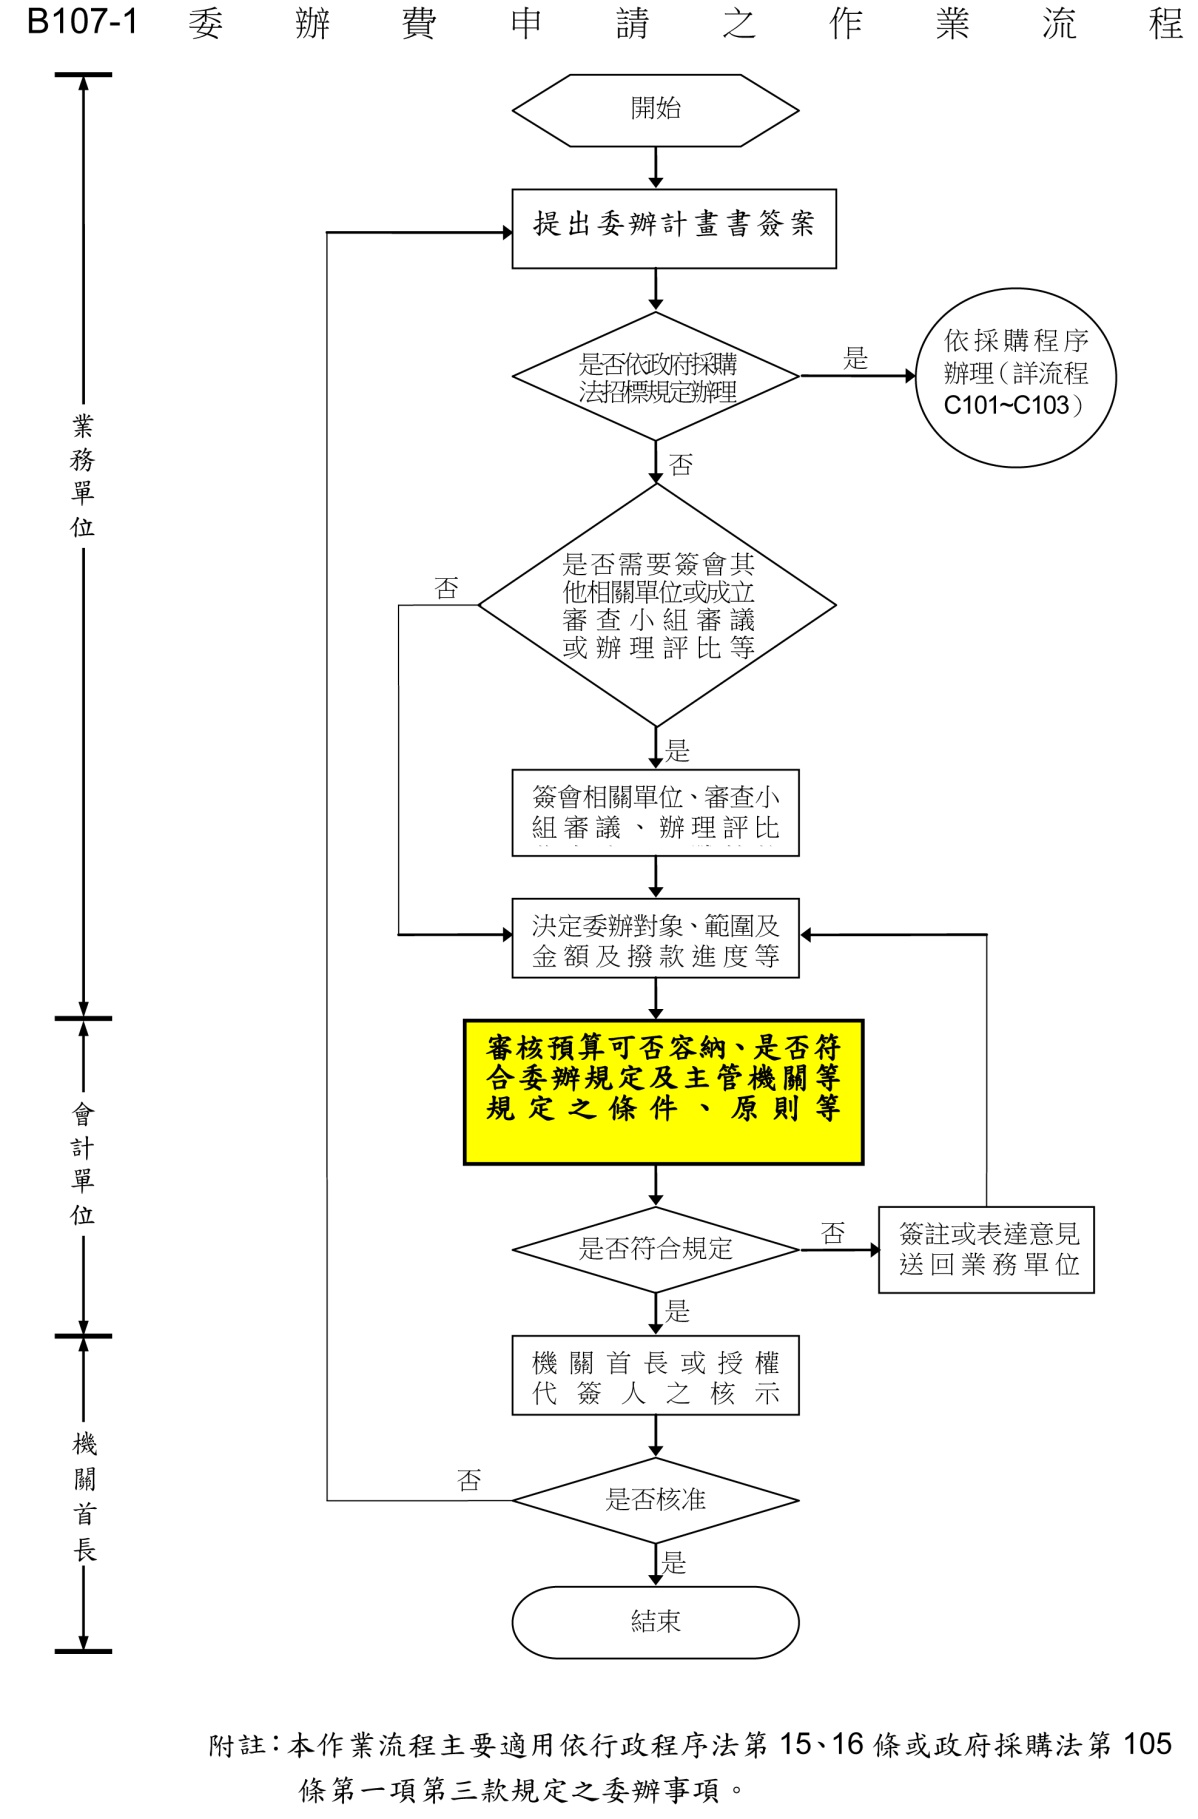 B107-1 委辦費申請之作業流程
開始
提出委辦計畫書簽案
是否依政府採購
法招標規定辦理
是
依採購程序
辦理(詳流程
C101~C103)
否
是否需要簽會其
他相關單位或成立
審查小組審議
或辦理評比等
否
是
簽會相關單位、審查小
組審議、辦理評比
決定委辦對象、範圍及
金額及撥款進度等
業務單位
審核預算可否容納、是否符
合委辦規定及主管機關等
規定之條件、原則等
是否符合規定
否
簽註或表達意見
送回業務單位
是
會計單位
機關首長或授權
代簽人之核示
是否核准
否
是
結束
機關首長
附註：本作業流程主要適用依行政程序法第 15、16 條或政府採購法第 105
條第一項第三款規定之委辦事項。